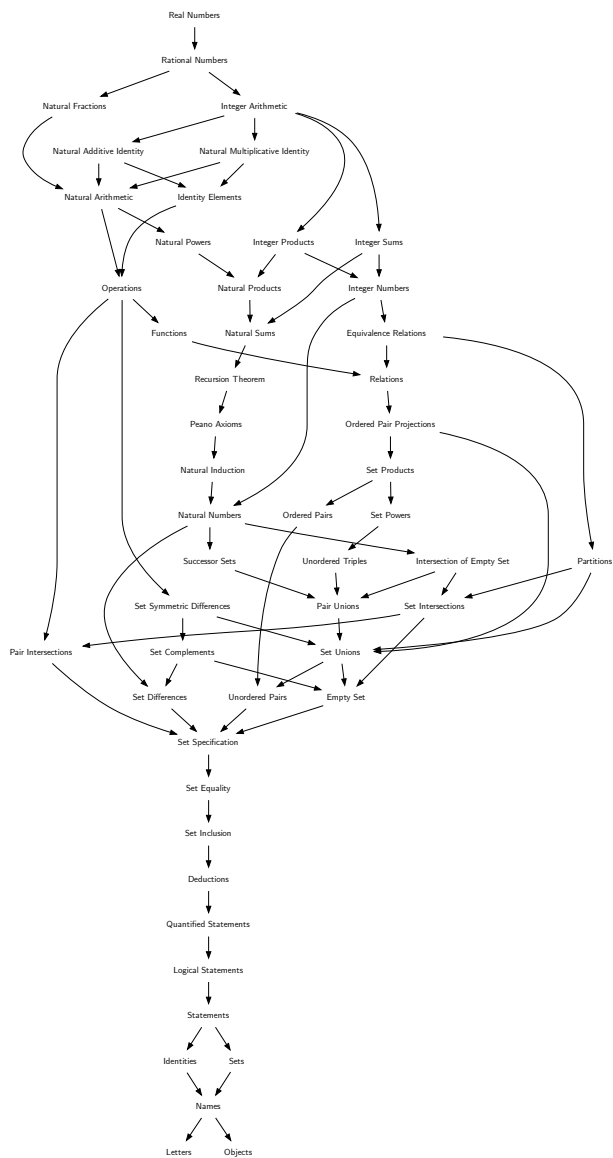 Real Numbers
Rational Numbers
Natural Fractions
Integer Arithmetic
Natural Additive Identity
Natural Multiplicative Identity
Natural Arithmetic
Identity Elements
Natural Powers
Integer Products
Integer Sums
Operations
Natural Products
Integer Numbers
Functions
Natural Sums
Equivalence Relations
Recursion Theorem
Relations
Peano Axioms
Ordered Pair Projections
Natural Induction
Set Products
Natural Numbers
Ordered Pairs
Set Powers
Successor Sets
Unordered Triples
Intersection of Empty Set
Partitions
Set Symmetric Differences
Pair Unions
Set Intersections
Pair Intersections
Set Complements
Set Unions
Set Differences
Unordered Pairs
Empty Set
Set Specification
Set Equality
Set Inclusion
Deductions
Quantified Statements
Logical Statements
Statements
Identities
Sets
Names
Letters
Objects